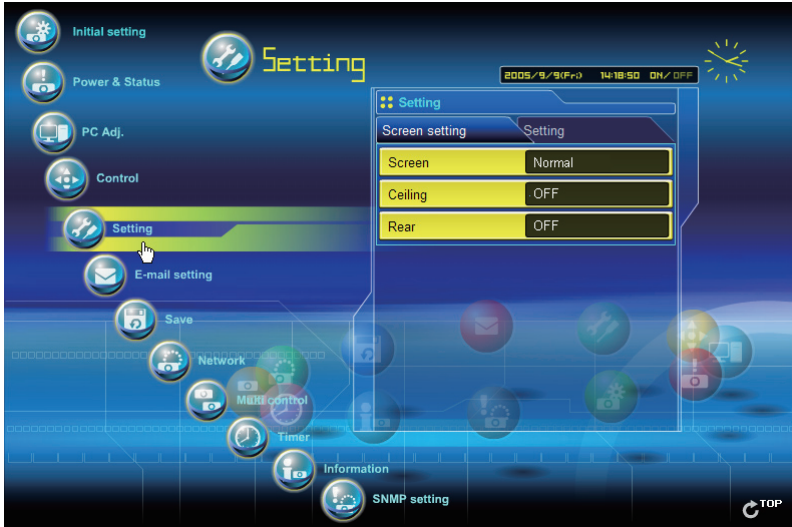 Initial setting
Power & Status
PC Adj.
Control
Setting
E-mail setting
Save
Network
Multi control
Timer
Information
SNMP setting
Setting
2005/9/9(Fri) 14:18:50 ON/OFF
Setting
Screen setting Setting
Screen Normal
Ceiling OFF
Rear OFF
TOP